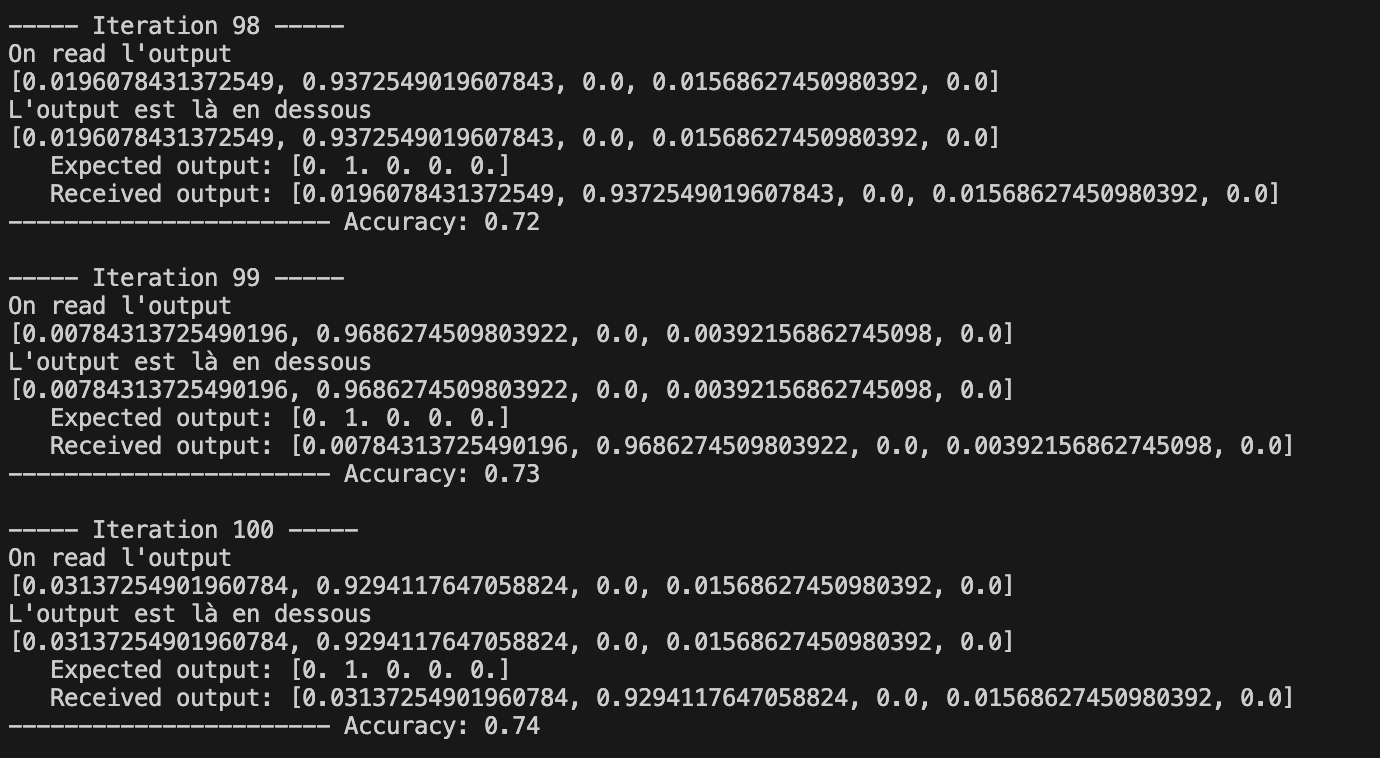 ----- Iteration 98 -----
On read l'output
[0.0196078431372549, 0.9372549019607843, 0.0, 0.01568627450980392, 0.0]
L'output est là en dessous
[0.0196078431372549, 0.9372549019607843, 0.0, 0.01568627450980392, 0.0]
   Expected output: [0. 1. 0. 0. 0.]
   Received output: [0.0196078431372549, 0.9372549019607843, 0.0, 0.01568627450980392, 0.0]
----------------------- Accuracy: 0.72
----- Iteration 99 -----
On read l'output
[0.00784313725490196, 0.9686274509803922, 0.0, 0.00392156862745098, 0.0]
L'output est là en dessous
[0.00784313725490196, 0.9686274509803922, 0.0, 0.00392156862745098, 0.0]
   Expected output: [0. 1. 0. 0. 0.]
   Received output: [0.00784313725490196, 0.9686274509803922, 0.0, 0.00392156862745098, 0.0]
----------------------- Accuracy: 0.73
----- Iteration 100 -----
On read l'output
[0.03137254901960784, 0.9294117647058824, 0.0, 0.01568627450980392, 0.0]
L'output est là en dessous
[0.03137254901960784, 0.9294117647058824, 0.0, 0.01568627450980392, 0.0]
   Expected output: [0. 1. 0. 0. 0.]
   Received output: [0.03137254901960784, 0.9294117647058824, 0.0, 0.01568627450980392, 0.0]
----------------------- Accuracy: 0.74